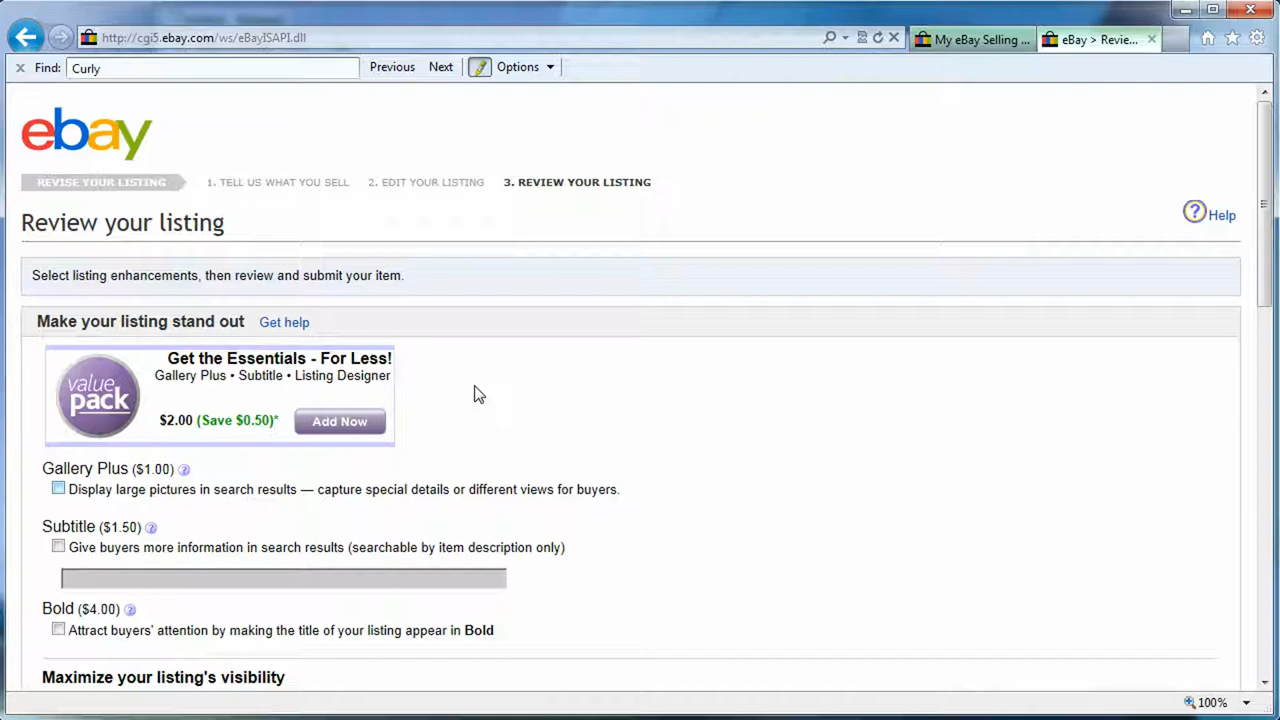 http://cgi5.ebay.com/ws/eBayISAPI.dll
My eBay Selling ...
eBay > Revie...
Find: Curly Previous Next Options
ebay
REVISE YOUR LISTING 1. TELL US WHAT YOU SELL 2. EDIT YOUR LISTING 3. REVIEW YOUR LISTING
Review your listing
? Help
Select listing enhancements, then review and submit your item.
Make your listing stand out Get help
value
pack
Get the Essentials - For Less!
Gallery Plus • Subtitle • Listing Designer
$2.00 (Save $0.50)* Add Now
Gallery Plus ($1.00) ?
Display large pictures in search results — capture special details or different views for buyers.
Subtitle ($1.50) ?
Give buyers more information in search results (searchable by item description only)
Bold ($4.00) ?
Attract buyers' attention by making the title of your listing appear in Bold
Maximize your listing's visibility
100%